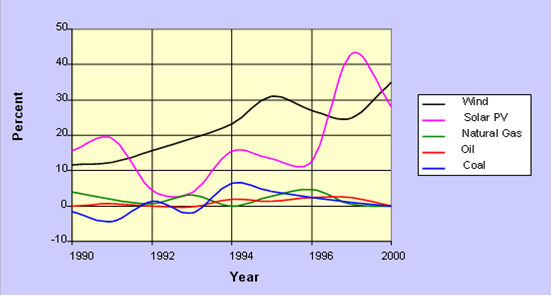 50
40
30
20
10
0
-10
Percent
1990
1992
1994
1996
2000
Year
Wind
Solar PV
Natural Gas
Oil
Coal